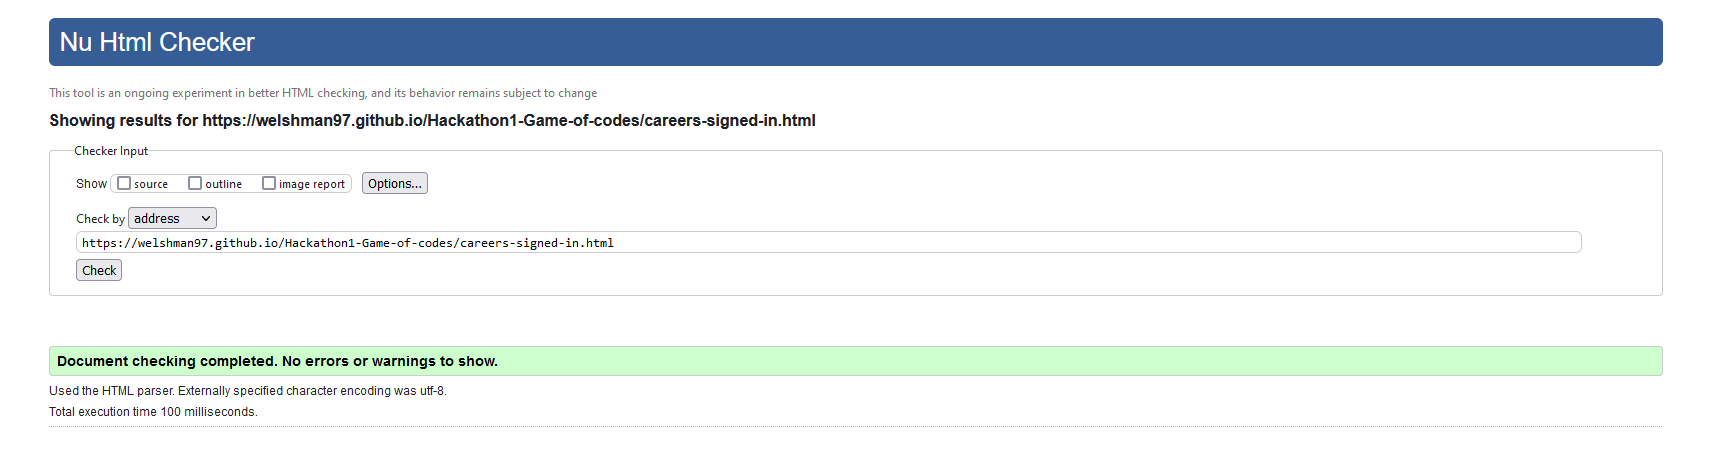 Nu Html Checker
This tool is an ongoing experiment in better HTML checking, and its behavior remains subject to change
Showing results for https://welshman97.github.io/Hackathon1-Game-of-codes/careers-signed-in.html
Checker Input
Show source outline image report Options...
Check by address
https://welshman97.github.io/Hackathon1-Game-of-codes/careers-signed-in.html
Check
Document checking completed. No errors or warnings to show.
Used the HTML parser. Externally specified character encoding was utf-8.
Total execution time 100 milliseconds.